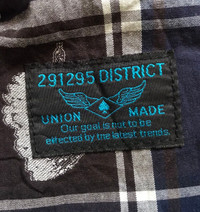 291295 DISTRICT
UNION MADE
Our goal is not to be
effected by the latest trends.